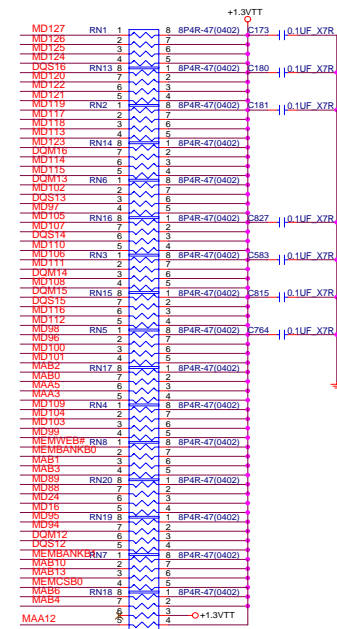 +1.3VTT
MD127 RN1 1 8 8P4R-47(0402) C173 0.1UF_X7R
MD126 2 7
MD125 3 6
MD124 4 5
DQS16 RN13 8 1 8P4R-47(0402) C180 0.1UF_X7R
MD120 7 2
MD122 6 3
MD121 5 4
MD119 RN2 1 8 8P4R-47(0402) C181 0.1UF_X7R
MD117 2 7
MD118 3 6
MD113 4 5
MD123 RN14 8 1 8P4R-47(0402)
DQM16 7 2
MD114 6 3
MD115 5 4
DQM13 RN6 1 8 8P4R-47(0402)
MD102 2 7
DQS13 3 6
MD97 4 5
MD105 RN16 8 1 8P4R-47(0402) C827 0.1UF_X7R
MD107 7 2
DQS14 6 3
MD110 5 4
MD106 RN3 1 8 8P4R-47(0402) C583 0.1UF_X7R
MD111 2 7
DQM14 3 6
MD108 4 5
DQM15 RN15 8 1 8P4R-47(0402) C815 0.1UF_X7R
DQS15 7 2
MD116 6 3
MD112 5 4
MD98 RN5 1 8 8P4R-47(0402) C764 0.1UF_X7R
MD96 2 7
MD100 3 6
MD101 4 5
MAB2 RN17 8 1 8P4R-47(0402)
MAB0 7 2
MAA5 6 3
MAA3 5 4
MD109 RN4 1 8 8P4R-47(0402)
MD104 2 7
MD103 3 6
MD99 4 5
MEMWEB# RN8 1 8 8P4R-47(0402)
MEMBANKB0 2 7
MAB1 3 6
MAB3 4 5
MD89 RN20 8 1 8P4R-47(0402)
MD88 7 2
MD24 6 3
MD16 5 4
MD95 RN19 8 1 8P4R-47(0402)
MD94 7 2
DQM12 6 3
DQS12 5 4
MEMBANKB1 RN7 1 8 8P4R-47(0402)
MAB10 2 7
MAB13 3 6
MEMCSB0 4 5
MAB6 RN18 8 1 8P4R-47(0402)
MAB4 7 2
6 3 +1.3VTT
MAA12 5 4